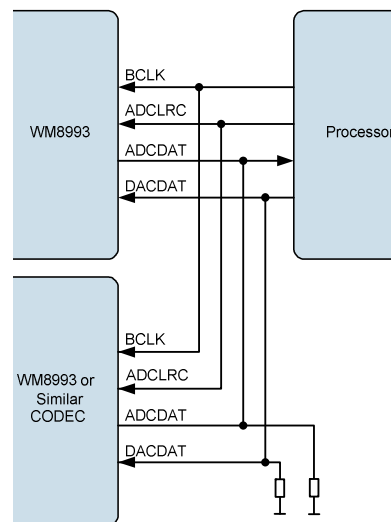 BCLK
ADCLRC
WM8993
Processor
ADCDAT
DACDAT
BCLK
WM8993 or
Similar
CODEC
ADCLRC
ADCDAT
DACDAT